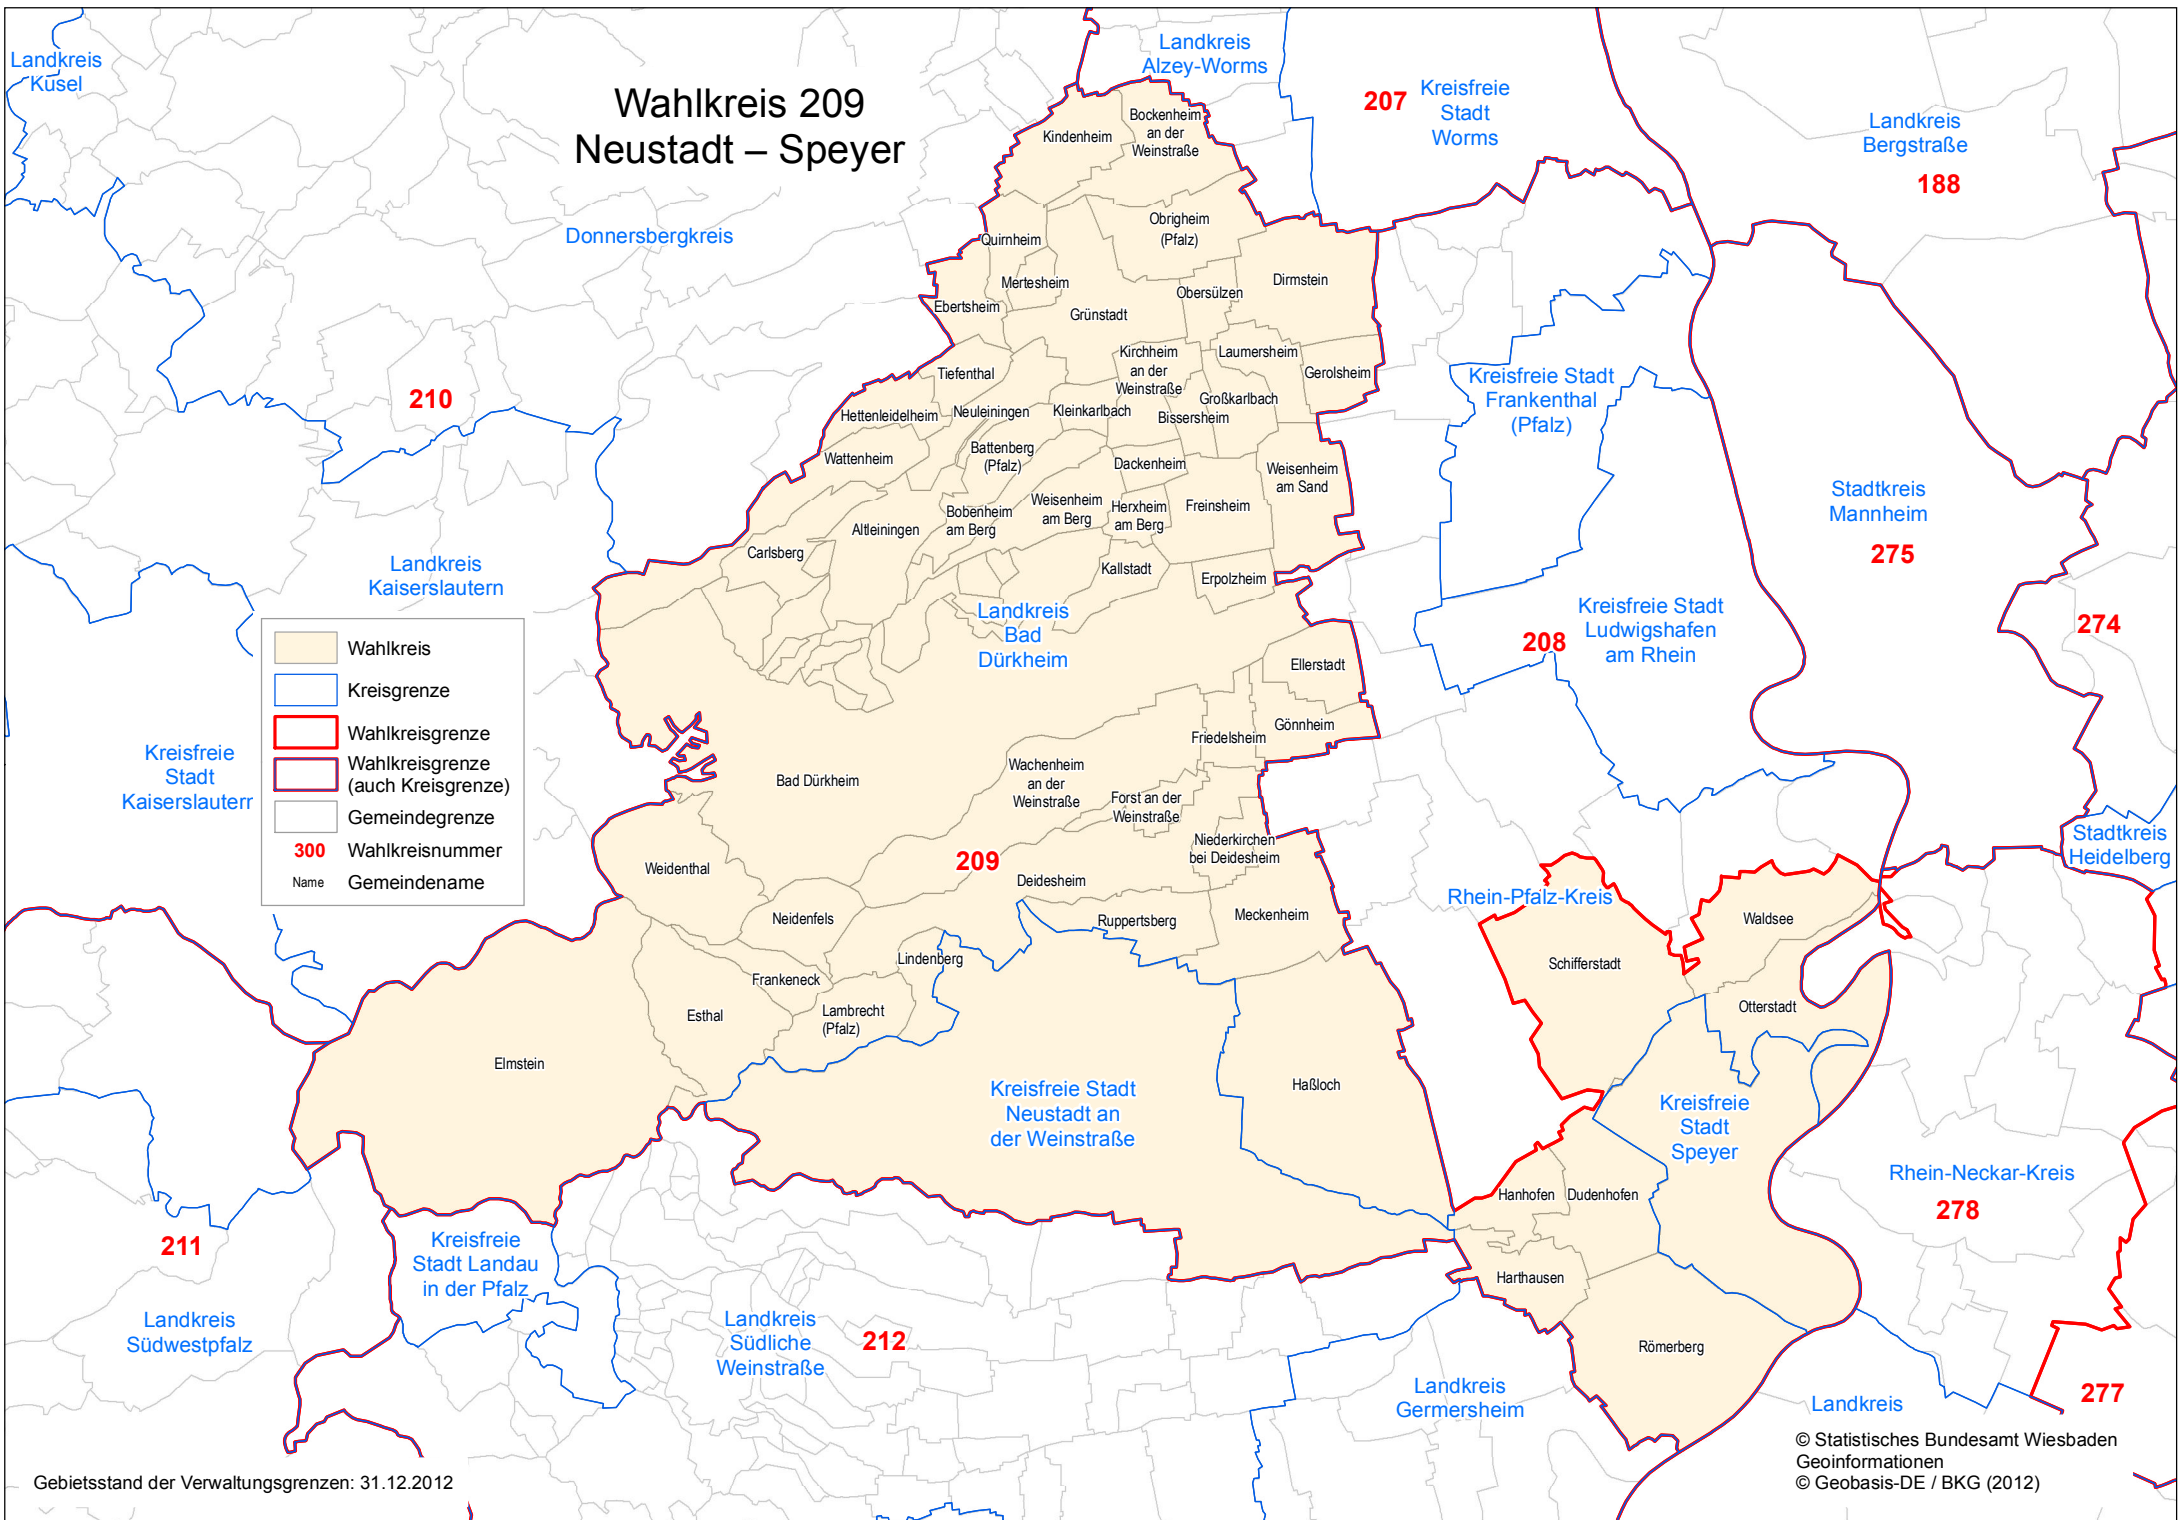 Wahlkreis 209
Neustadt – Speyer
Landkreis
Kusel
Landkreis
Alzey-Worms
207
Kreisfreie
Stadt
Worms
Landkreis
Bergstraße
188
Donnersbergkreis
Kindenheim
Bockenheim
an der
Weinstraße
Quirnheim
Obrigheim
(Pfalz)
Mertesheim
Ebertsheim
Grünstadt
Obersülzen
Dirmstein
Tiefenthal
Kirchheim
an der
Weinstraße
Laumersheim
Gerolsheim
Hettenleidelheim
Neuleiningen
Kleinkarlbach
Bissersheim
Großkarlbach
210
Kreisfreie Stadt
Frankenthal
(Pfalz)
Wattenheim
Battenberg
(Pfalz)
Dackenheim
Weisenheim
am Sand
Altleiningen
Bobenheim
am Berg
Weisenheim
am Berg
Herxheim
am Berg
Freinsheim
Stadtkreis
Mannheim
275
Carlsberg
Kallstadt
Erpolzheim
Landkreis
Kaiserslautern
Landkreis
Bad
Dürkheim
208
Kreisfreie Stadt
Ludwigshafen
am Rhein
274
Wahlkreis
Kreisgrenze
Wahlkreisgrenze
Wahlkreisgrenze
(auch Kreisgrenze)
Gemeindegrenze
300 Wahlkreisnummer
Name Gemeindename
Kreisfreie
Stadt
Kaiserslautern
Ellerstadt
Gönnheim
Friedelsheim
Bad Dürkheim
Wachenheim
an der
Weinstraße
Forst an der
Weinstraße
Niederkirchen
bei Deidesheim
Stadtkreis
Heidelberg
Weidenthal
209
Deidesheim
Neidenfels
Ruppertsberg
Meckenheim
Rhein-Pfalz-Kreis
Waldsee
Schifferstadt
Otterstadt
Lindenberg
Frankeneck
Esthal
Lambrecht
(Pfalz)
Elmstein
Kreisfreie Stadt
Neustadt an
der Weinstraße
Haßloch
Kreisfreie
Stadt
Speyer
Rhein-Neckar-Kreis
278
Hanhofen
Dudenhofen
Harthausen
Römerberg
211
Kreisfreie
Stadt Landau
in der Pfalz
Landkreis
Südwestpfalz
Landkreis
Südliche
Weinstraße
212
Landkreis
Germersheim
Landkreis
277
Gebietsstand der Verwaltungsgrenzen: 31.12.2012
© Statistisches Bundesamt Wiesbaden
Geoinformationen
© Geobasis-DE / BKG (2012)